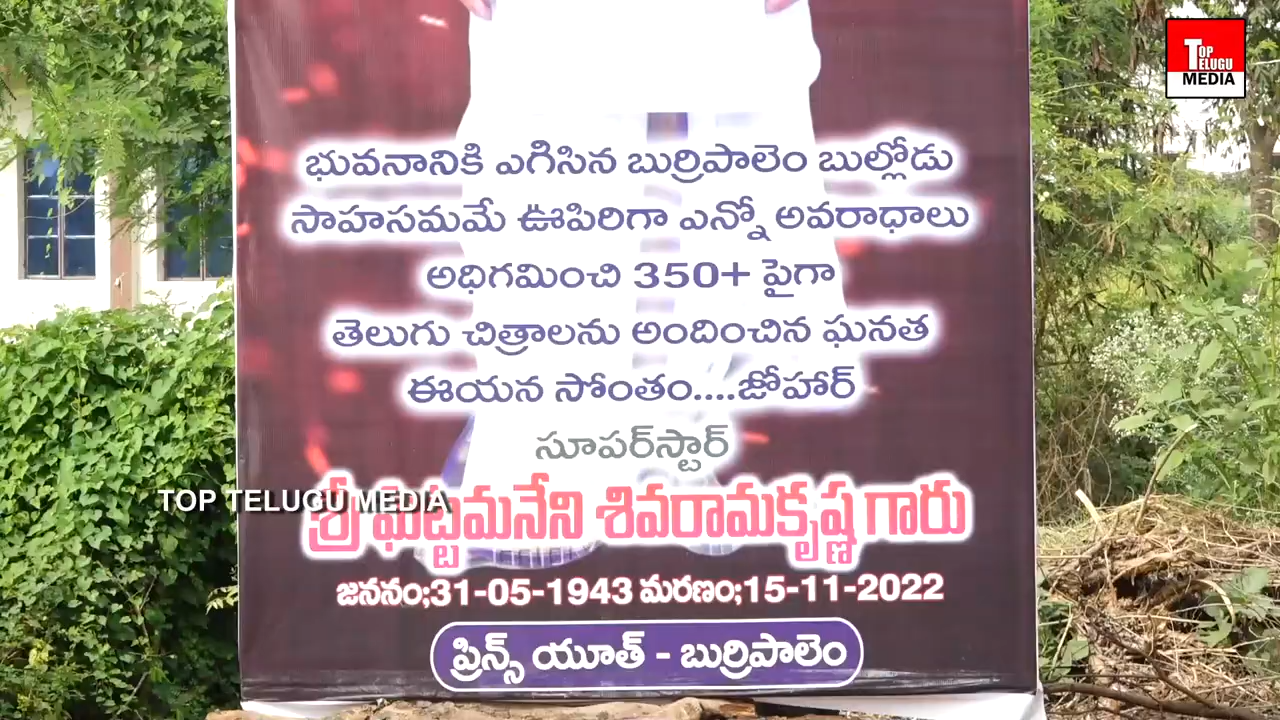 TOP
TELUGU
MEDIA
భువనానికి ఎగిసిన బుర్రిపాలెం బుల్లోడు
సాహసమమే ఊపిరిగా ఎన్నో అవరాధాలు
అధిగమించి 350+ పైగా
తెలుగు చిత్రాలను అందించిన ఘనత
ఈయన సోంతం....జోహార్
సూపర్‌స్టార్
శ్రీ ఘట్టమనేని శివరామకృష్ణ గారు
TOP TELUGU MEDIA
జననం;31-05-1943 మరణం;15-11-2022
ప్రిన్స్ యూత్ - బుర్రిపాలెం